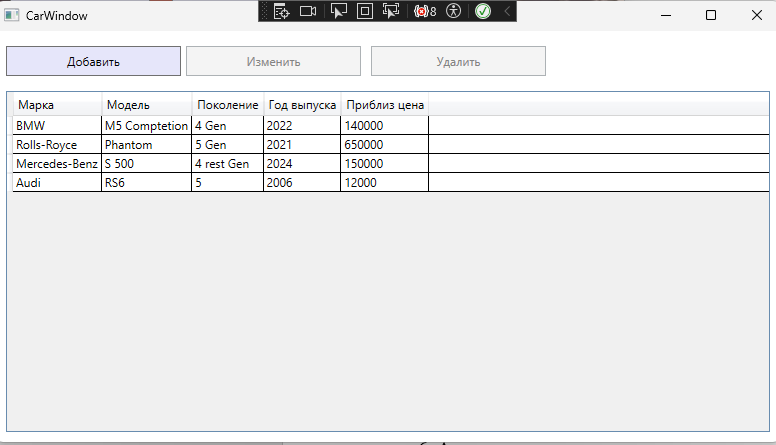 CarWindow
8
Добавить Изменить Удалить
Марка Модель Поколение Год выпуска Приблиз цена
BMW M5 Comptetion 4 Gen 2022 140000
Rolls-Royce Phantom 5 Gen 2021 650000
Mercedes-Benz S 500 4 rest Gen 2024 150000
Audi RS6 5 2006 12000